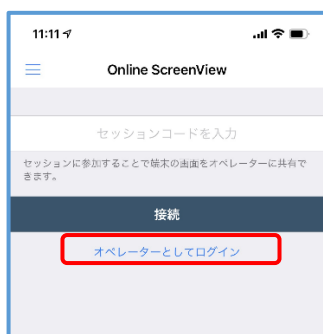 11:11
Online ScreenView
セッションコードを入力
セッションに参加することで端末の画面をオペレーターに共有で
きます。
接続
オペレーターとしてログイン